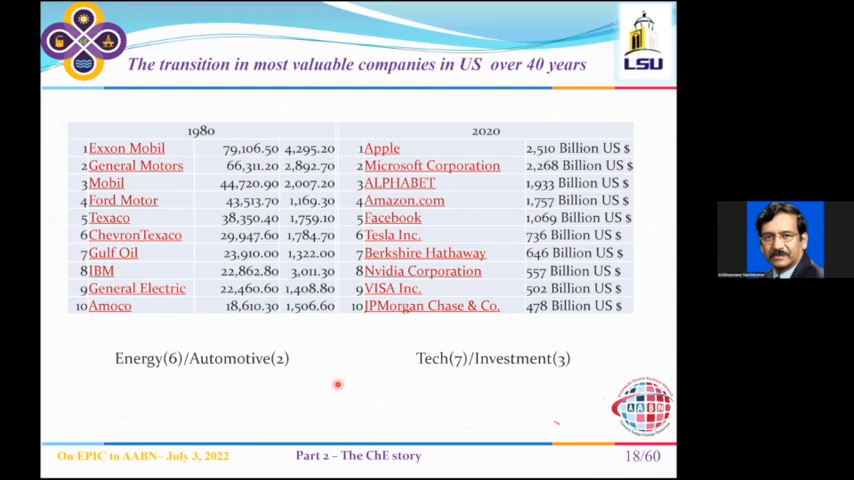 The transition in most valuable companies in US over 40 years
LSU
1980 2020
1 Exxon Mobil 79,106.50 4,295.20 1 Apple 2,510 Billion US $
2 General Motors 66,311.20 2,892.70 2 Microsoft Corporation 2,268 Billion US $
3 Mobil 44,720.90 2,007.20 3 ALPHABET 1,933 Billion US $
4 Ford Motor 43,513.70 1,169.30 4 Amazon.com 1,757 Billion US $
5 Texaco 38,350.40 1,759.10 5 Facebook 1,069 Billion US $
6 ChevronTexaco 29,947.60 1,784.70 6 Tesla Inc. 736 Billion US $
7 Gulf Oil 23,910.00 1,322.00 7 Berkshire Hathaway 646 Billion US $
8 IBM 22,862.80 3,011.30 8 Nvidia Corporation 557 Billion US $
9 General Electric 22,460.60 1,408.80 9 VISA Inc. 502 Billion US $
10 Amoco 18,610.30 1,506.60 10 JPMorgan Chase & Co. 478 Billion US $
Energy(6)/Automotive(2) Tech(7)/Investment(3)
AABN
On EPIC to AABN– July 3, 2022 Part 2 – The ChE story 18/60